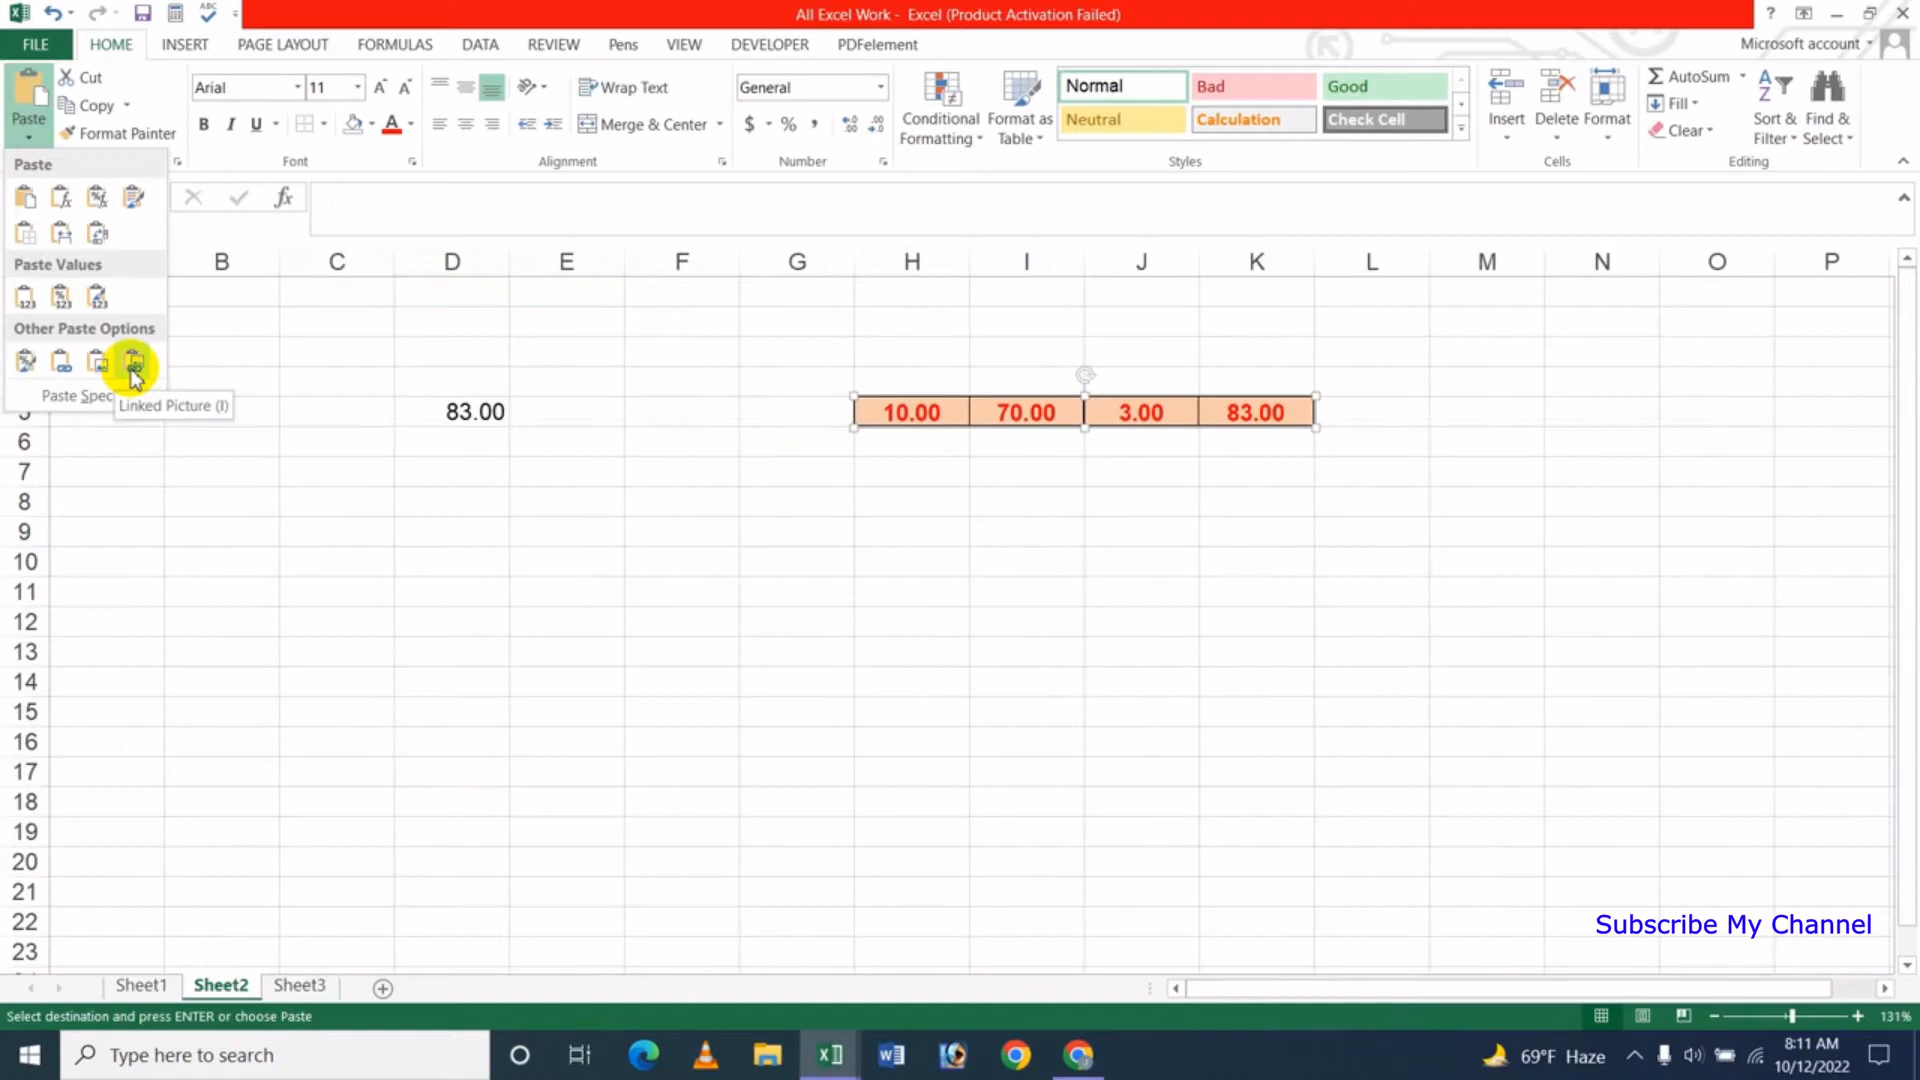 All Excel Work - Excel (Product Activation Failed)
FILE HOME INSERT PAGE LAYOUT FORMULAS DATA REVIEW Pens VIEW DEVELOPER PDFelement Microsoft account
Paste
Cut
Copy
Format Painter
Arial 11
B I U A
Font
Wrap Text
Merge & Center
Alignment
General
$ % ,
Number
Conditional Formatting
Format as Table
Normal Bad Good
Neutral Calculation Check Cell
Styles
Insert Delete Format
Cells
AutoSum
Fill
Clear
Sort & Filter
Find & Select
Editing
Paste
Paste Values
Other Paste Options
Paste Spec
Linked Picture (I)
fx
B C D E F G H I J K L M N O P
83.00 10.00 70.00 3.00 83.00
6
7
8
9
10
11
12
13
14
15
16
17
18
19
20
21
22
23
Subscribe My Channel
Sheet1 Sheet2 Sheet3
Select destination and press ENTER or choose Paste
131%
Type here to search
69°F Haze
8:11 AM
10/12/2022